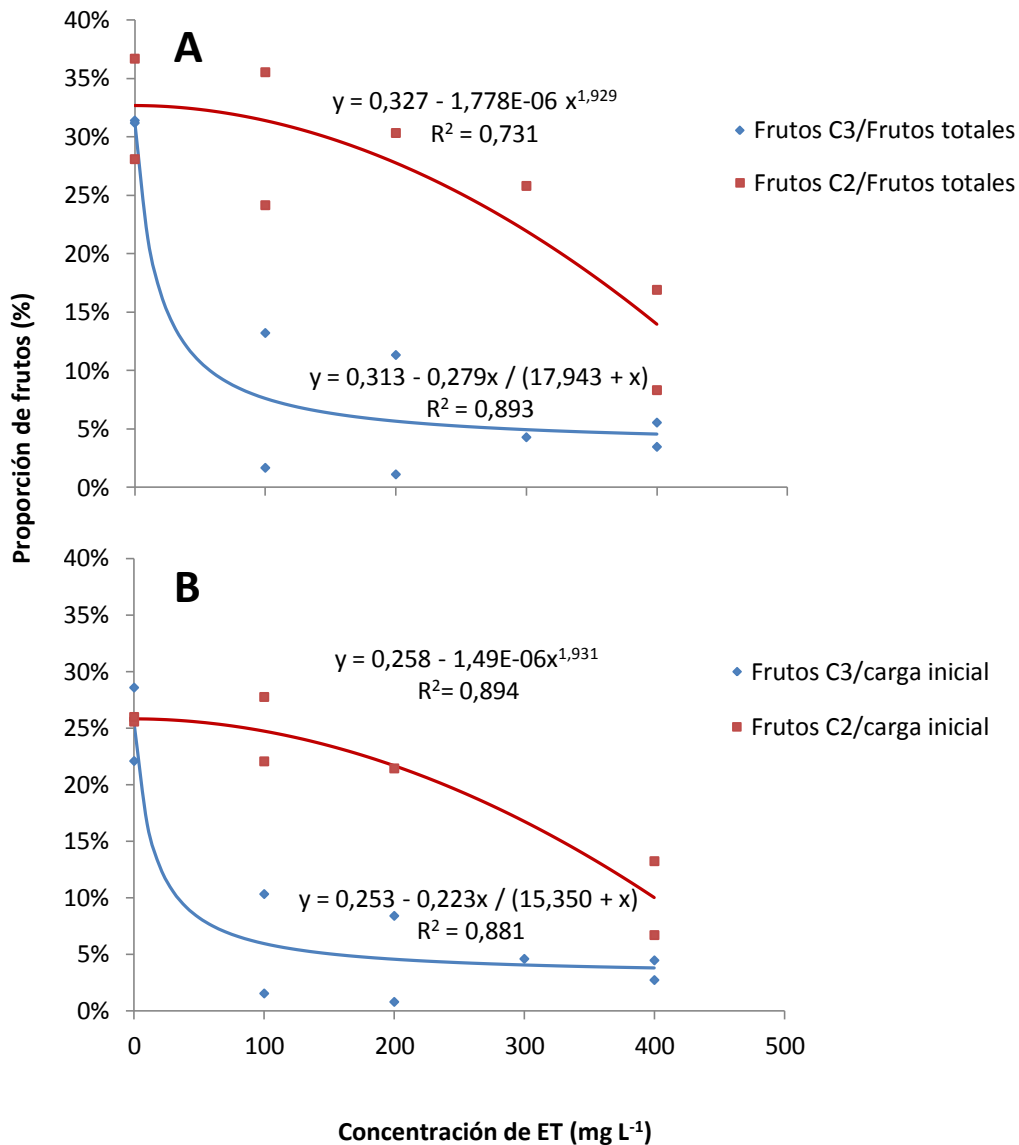 Proporción de frutos (%)
40%
35%
30%
25%
20%
15%
10%
5%
0%
A
y = 0,327 - 1,778E-06 x^1,929
R² = 0,731
y = 0,313 - 0,279x / (17,943 + x)
R² = 0,893
Frutos C3/Frutos totales
Frutos C2/Frutos totales
40%
35%
30%
25%
20%
15%
10%
5%
0%
B
y = 0,258 - 1,49E-06x^1,931
R²= 0,894
y = 0,253 - 0,223x / (15,350 + x)
R² = 0,881
Frutos C3/carga inicial
Frutos C2/carga inicial
0 100 200 300 400 500
Concentración de ET (mg L⁻¹)